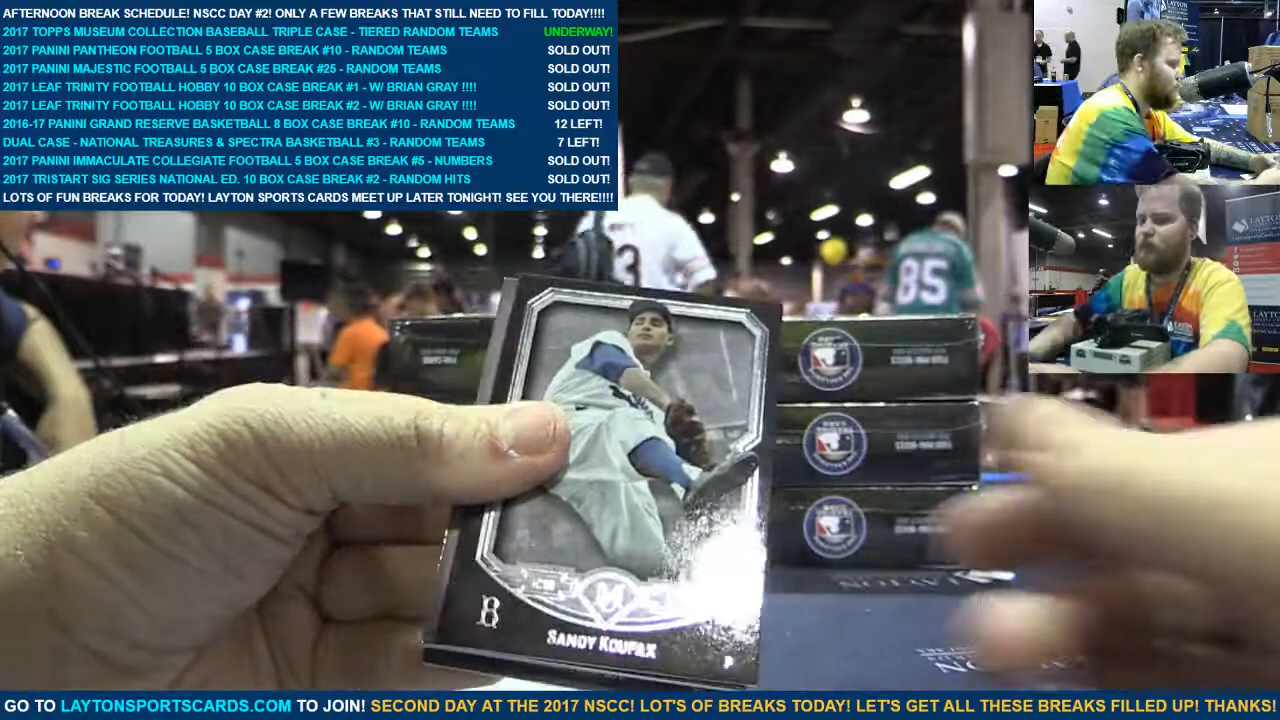 AFTERNOON BREAK SCHEDULE! NSCC DAY #2! ONLY A FEW BREAKS THAT STILL NEED TO FILL TODAY!!!!
2017 TOPPS MUSEUM COLLECTION BASEBALL TRIPLE CASE - TIERED RANDOM TEAMS UNDERWAY!
2017 PANINI PANTHEON FOOTBALL 5 BOX CASE BREAK #10 - RANDOM TEAMS SOLD OUT!
2017 PANINI MAJESTIC FOOTBALL 5 BOX CASE BREAK #25 - RANDOM TEAMS SOLD OUT!
2017 LEAF TRINITY FOOTBALL HOBBY 10 BOX CASE BREAK #1 - W/ BRIAN GRAY !!!! SOLD OUT!
2017 LEAF TRINITY FOOTBALL HOBBY 10 BOX CASE BREAK #2 - W/ BRIAN GRAY !!!! SOLD OUT!
2016-17 PANINI GRAND RESERVE BASKETBALL 8 BOX CASE BREAK #10 - RANDOM TEAMS 12 LEFT!
DUAL CASE - NATIONAL TREASURES & SPECTRA BASKETBALL #3 - RANDOM TEAMS 7 LEFT!
2017 PANINI IMMACULATE COLLEGIATE FOOTBALL 5 BOX CASE BREAK #5 - NUMBERS SOLD OUT!
2017 TRISTART SIG SERIES NATIONAL ED. 10 BOX CASE BREAK #2 - RANDOM HITS SOLD OUT!
LOTS OF FUN BREAKS FOR TODAY! LAYTON SPORTS CARDS MEET UP LATER TONIGHT! SEE YOU THERE!!!!
LAYTON
3
85
B
SANDY KOUFAX
P
LAYTON
GO TO LAYTONSPORTSCARDS.COM TO JOIN! SECOND DAY AT THE 2017 NSCC! LOT'S OF BREAKS TODAY! LET'S GET ALL THESE BREAKS FILLED UP! THANKS!